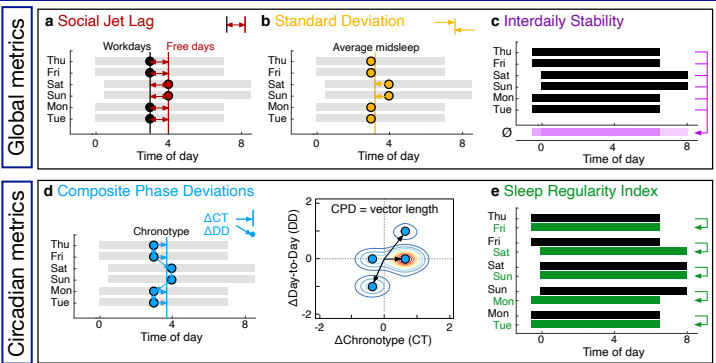 Global metrics
a Social Jet Lag
Workdays Free days
Thu
Fri
Sat
Sun
Mon
Tue
0 4 8
Time of day
b Standard Deviation
Average midsleep
Thu
Fri
Sat
Sun
Mon
Tue
0 4 8
Time of day
c Interdaily Stability
Thu
Fri
Sat
Sun
Mon
Tue
Ø
0 4 8
Time of day
Circadian metrics
d Composite Phase Deviations
ΔCT
ΔDD
Chronotype
Thu
Fri
Sat
Sun
Mon
Tue
0 4 8
Time of day
CPD = vector length
ΔDay-to-Day (DD)
2
0
-2
-2 0 2
ΔChronotype (CT)
e Sleep Regularity Index
Thu
Fri
Fri
Sat
Sat
Sun
Sun
Mon
Mon
Tue
0 4 8
Time of day